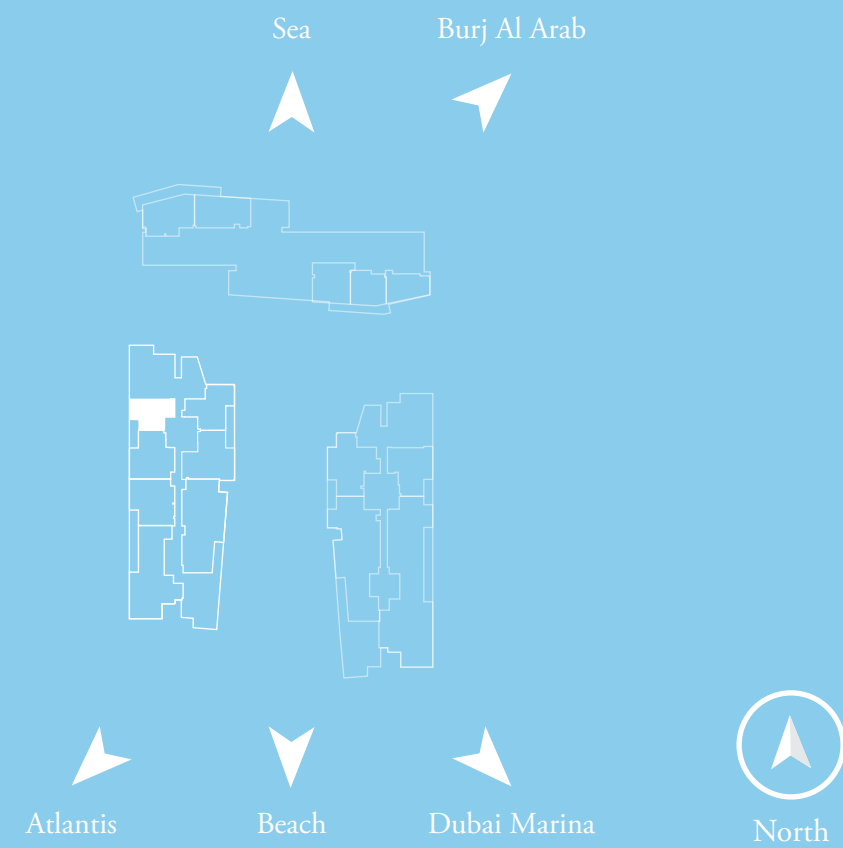 Sea
Burj Al Arab
Atlantis
Beach
Dubai Marina
North